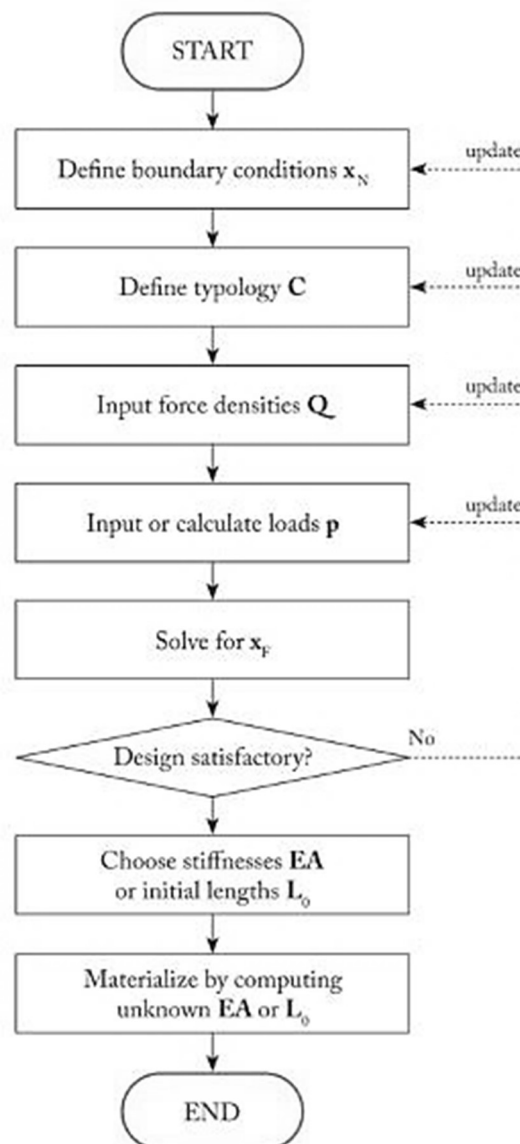 START
Define boundary conditions x_N
update
Define typology C
update
Input force densities Q
update
Input or calculate loads p
update
Solve for x_F
Design satisfactory?
No
Choose stiffnesses EA
or initial lengths L_0
Materialize by computing
unknown EA or L_0
END